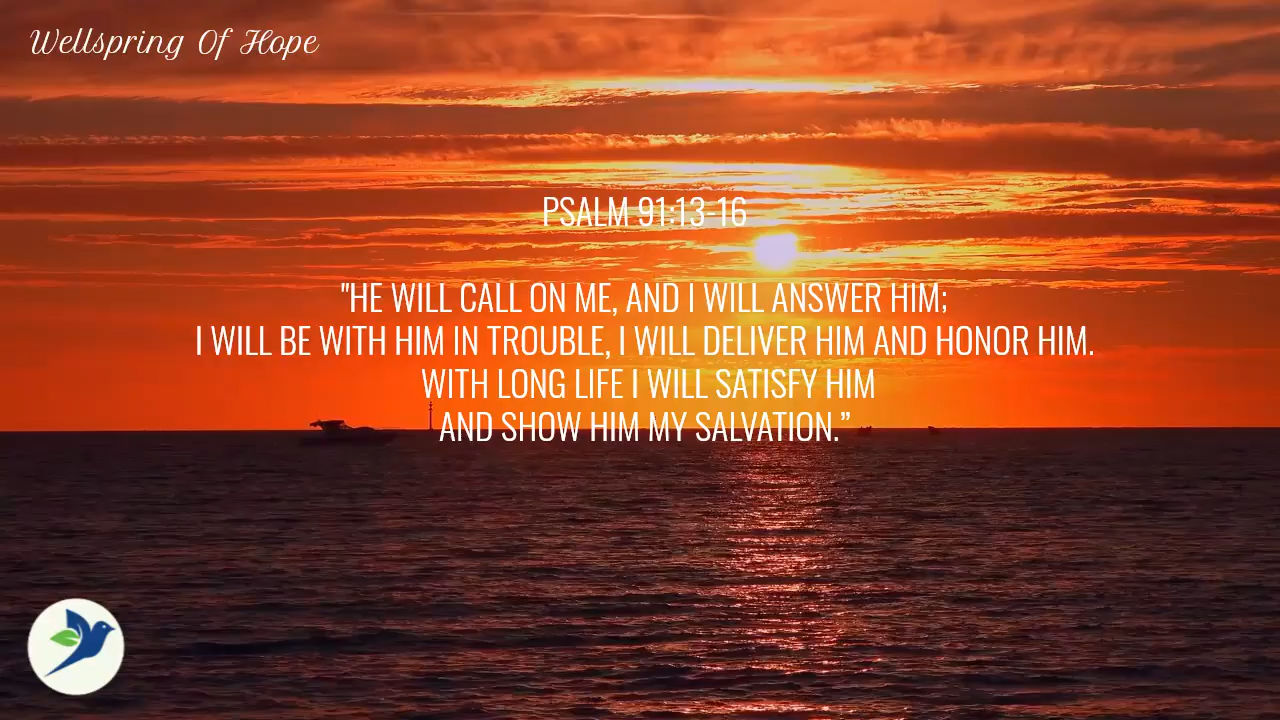 Wellspring Of Hope
PSALM 91:13-16
"HE WILL CALL ON ME, AND I WILL ANSWER HIM;
I WILL BE WITH HIM IN TROUBLE, I WILL DELIVER HIM AND HONOR HIM.
WITH LONG LIFE I WILL SATISFY HIM
AND SHOW HIM MY SALVATION.”